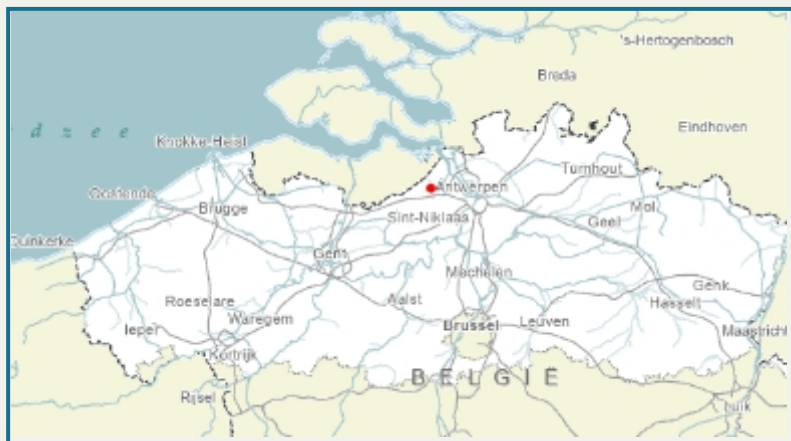 's-Hertogenbosch
Breda
d z e e
Eindhoven
Knokke-Heist
Turnhout
Oostende
Antwerpen
Mol
Brugge
Sint-Niklaas
Geel
Duinkerke
Gent
Mechelen
Genk
Roeselare
Aalst
Hasselt
Ieper
Waregem
Brussel
Leuven
Maastricht
Kortrijk
BELGIË
Rijsel
Luik